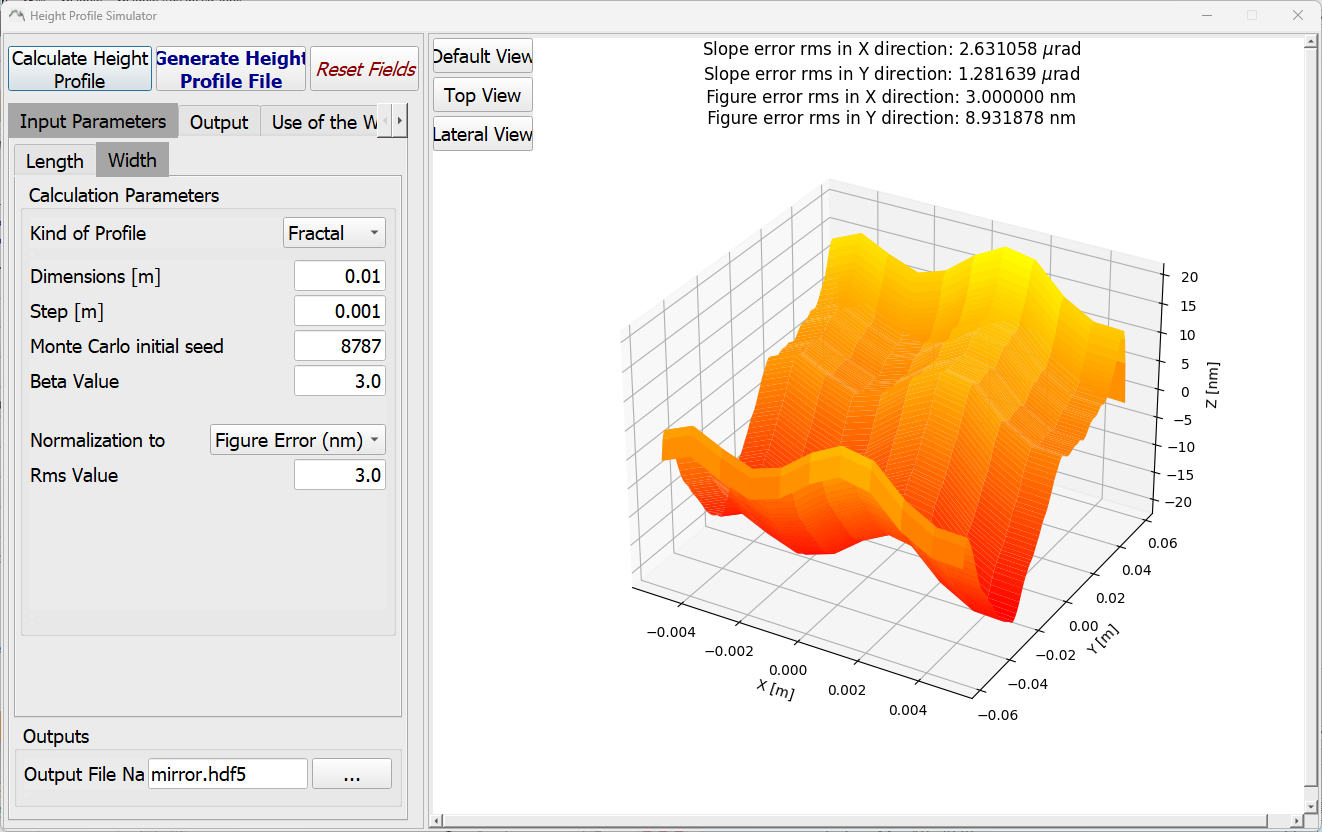 Height Profile Simulator
Calculate Height
Profile
Generate Height
Profile File
Reset Fields
Input Parameters
Output
Use of the W
Length
Width
Calculation Parameters
Kind of Profile
Fractal
Dimensions [m]
0.01
Step [m]
0.001
Monte Carlo initial seed
8787
Beta Value
3.0
Normalization to
Figure Error (nm)
Rms Value
3.0
Outputs
Output File Na
mirror.hdf5
...
Default View
Top View
Lateral View
Slope error rms in X direction: 2.631058 μrad
Slope error rms in Y direction: 1.281639 μrad
Figure error rms in X direction: 3.000000 nm
Figure error rms in Y direction: 8.931878 nm
20
15
10
5
0
−5
−10
−15
−20
Z [nm]
0.06
0.04
0.02
0.00
−0.02
−0.04
−0.06
Y [m]
−0.004
−0.002
0.000
0.002
0.004
X [m]